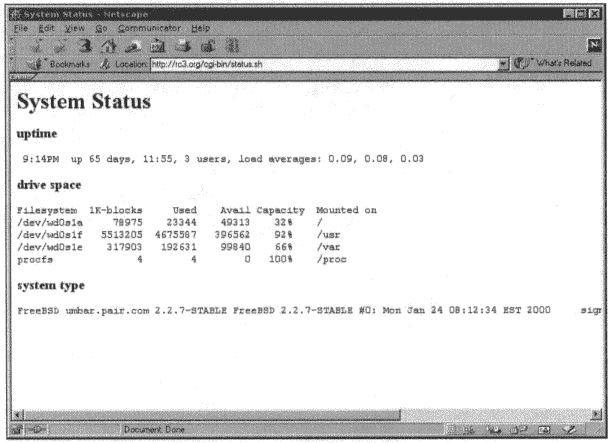 System Status - Netscape
File Edit View Go Communicator Help
Bookmarks Location: http://rc3.org/cgi-bin/status.sh What's Related
System Status
uptime
9:14PM up 65 days, 11:55, 3 users, load averages: 0.09, 0.08, 0.03
drive space
Filesystem 1K-blocks Used Avail Capacity Mounted on
/dev/wd0s1a 78975 23344 49313 32% /
/dev/wd0s1f 5513205 4675587 396562 92% /usr
/dev/wd0s1e 317903 192631 99840 66% /var
procfs 4 4 0 100% /proc
system type
FreeBSD umbar.pair.com 2.2.7-STABLE FreeBSD 2.2.7-STABLE #0: Mon Jan 24 08:12:34 EST 2000 sigr
Document: Done